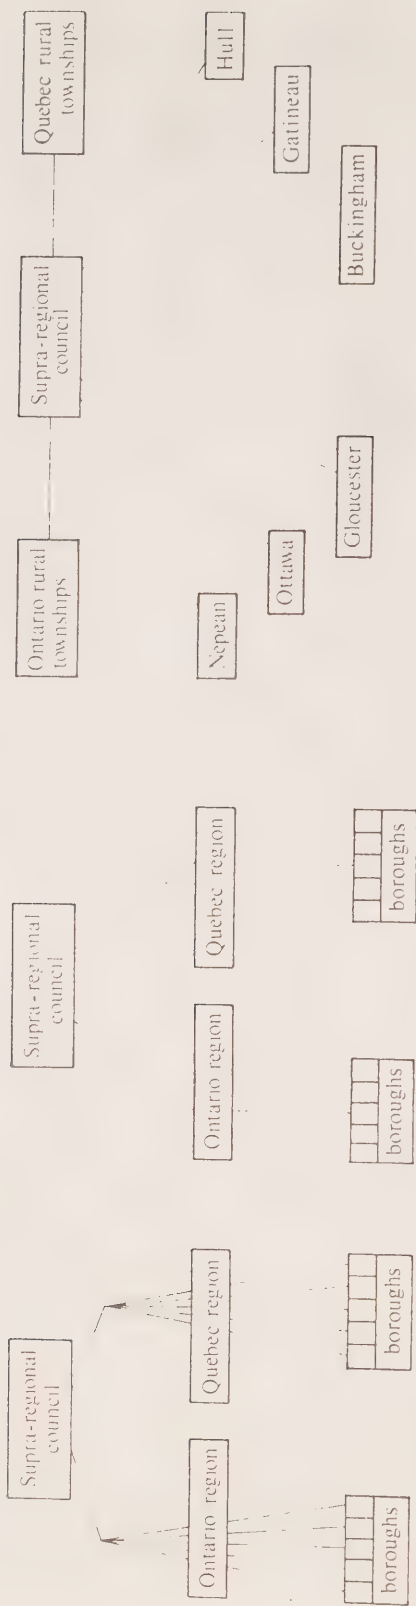 Supra-regional
council
Ontario region
Quebec region
boroughs
boroughs
Supra-regional
council
Ontario region
Quebec region
boroughs
boroughs
Ontario rural
townships
Supra-regional
council
Quebec rural
townships
Nepean
Ottawa
Gloucester
Hull
Gatineau
Buckingham